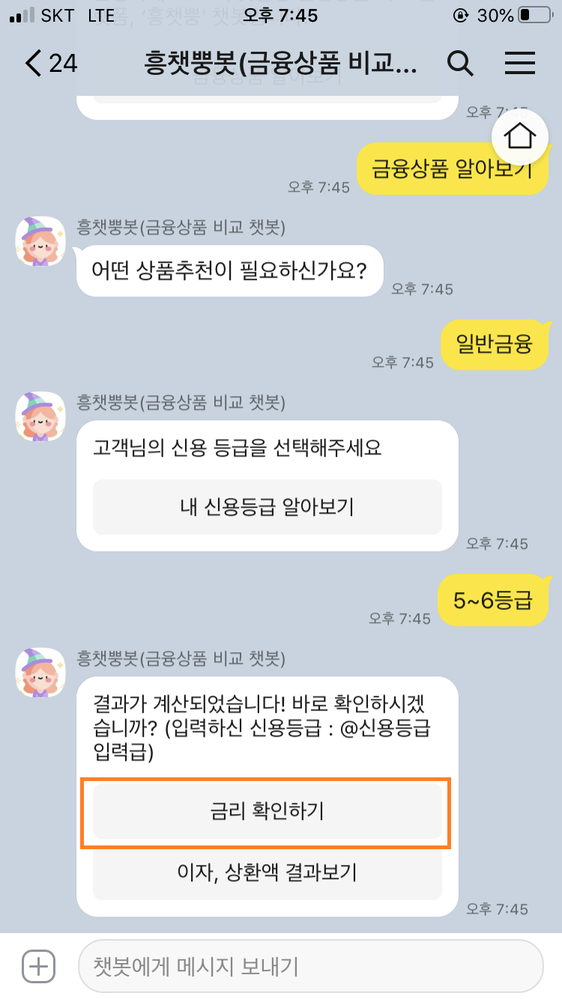 SKT LTE 오후 7:45 30%
24 흥챗뿡봇(금융상품 비교...
오후 7:45
금융상품 알아보기
오후 7:45
흥챗뿡봇(금융상품 비교 챗봇)
어떤 상품추천이 필요하신가요?
오후 7:45
일반금융
오후 7:45
흥챗뿡봇(금융상품 비교 챗봇)
고객님의 신용 등급을 선택해주세요
내 신용등급 알아보기
오후 7:45
5~6등급
오후 7:45
흥챗뿡봇(금융상품 비교 챗봇)
결과가 계산되었습니다! 바로 확인하시겠
습니까? (입력하신 신용등급 : @신용등급
입력급)
금리 확인하기
이자, 상환액 결과보기
오후 7:45
챗봇에게 메시지 보내기